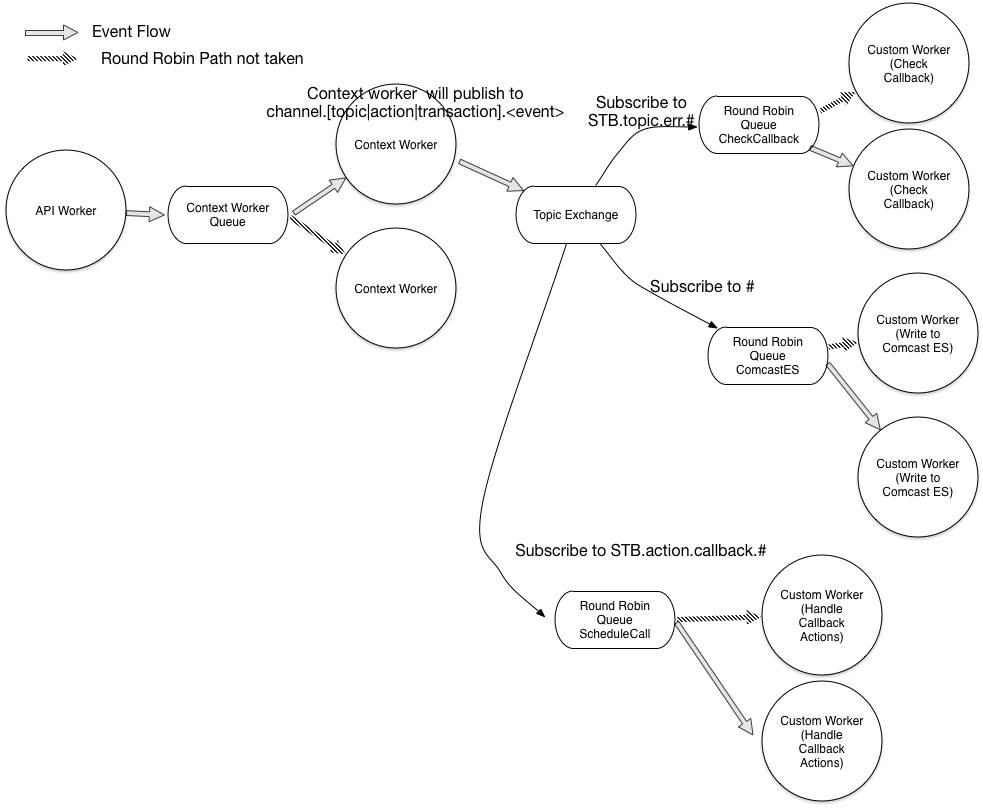 Event Flow
Round Robin Path not taken
Context worker will publish to
channel.[topic|action|transaction].<event>
Context Worker
API Worker
Context Worker
Queue
Context Worker
Topic Exchange
Subscribe to
STB.topic.err.#
Round Robin
Queue
CheckCallback
Custom Worker
(Check
Callback)
Custom Worker
(Check
Callback)
Subscribe to #
Round Robin
Queue
ComcastES
Custom Worker
(Write to
Comcast ES)
Custom Worker
(Write to
Comcast ES)
Subscribe to STB.action.callback.#
Round Robin
Queue
ScheduleCall
Custom Worker
(Handle
Callback
Actions)
Custom Worker
(Handle
Callback
Actions)